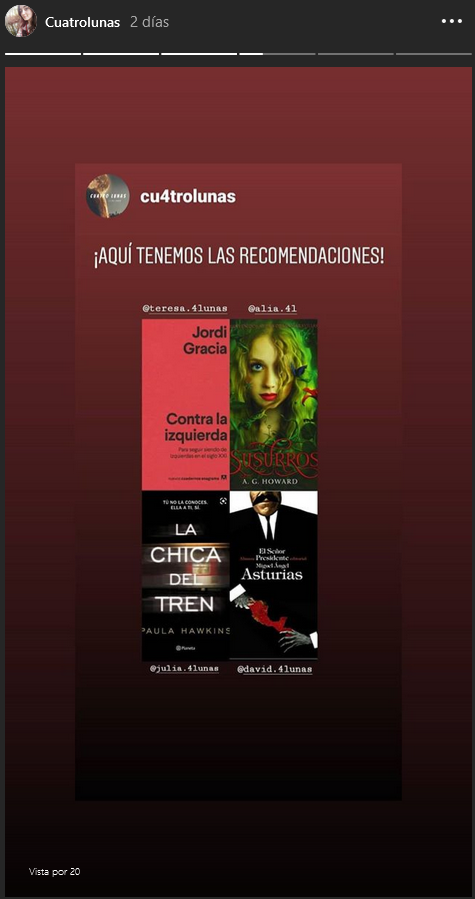 Cuatrolunas 2 días
cu4trolunas
¡AQUÍ TENEMOS LAS RECOMENDACIONES!
@teresa.4lunas
@alia.4l
Jordi
Gracia
Contra la
izquierda
Para seguir siendo de
izquierdas en el siglo XXI
SUSURROS
A. G. HOWARD
TÚ NO LA CONOCES.
ELLA A TI, SÍ.
LA
CHICA
DEL
TREN
PAULA HAWKINS
Planeta
El Señor
Presidente
Miguel Ángel
Asturias
@julia.4lunas
@david.4lunas
Vista por 20